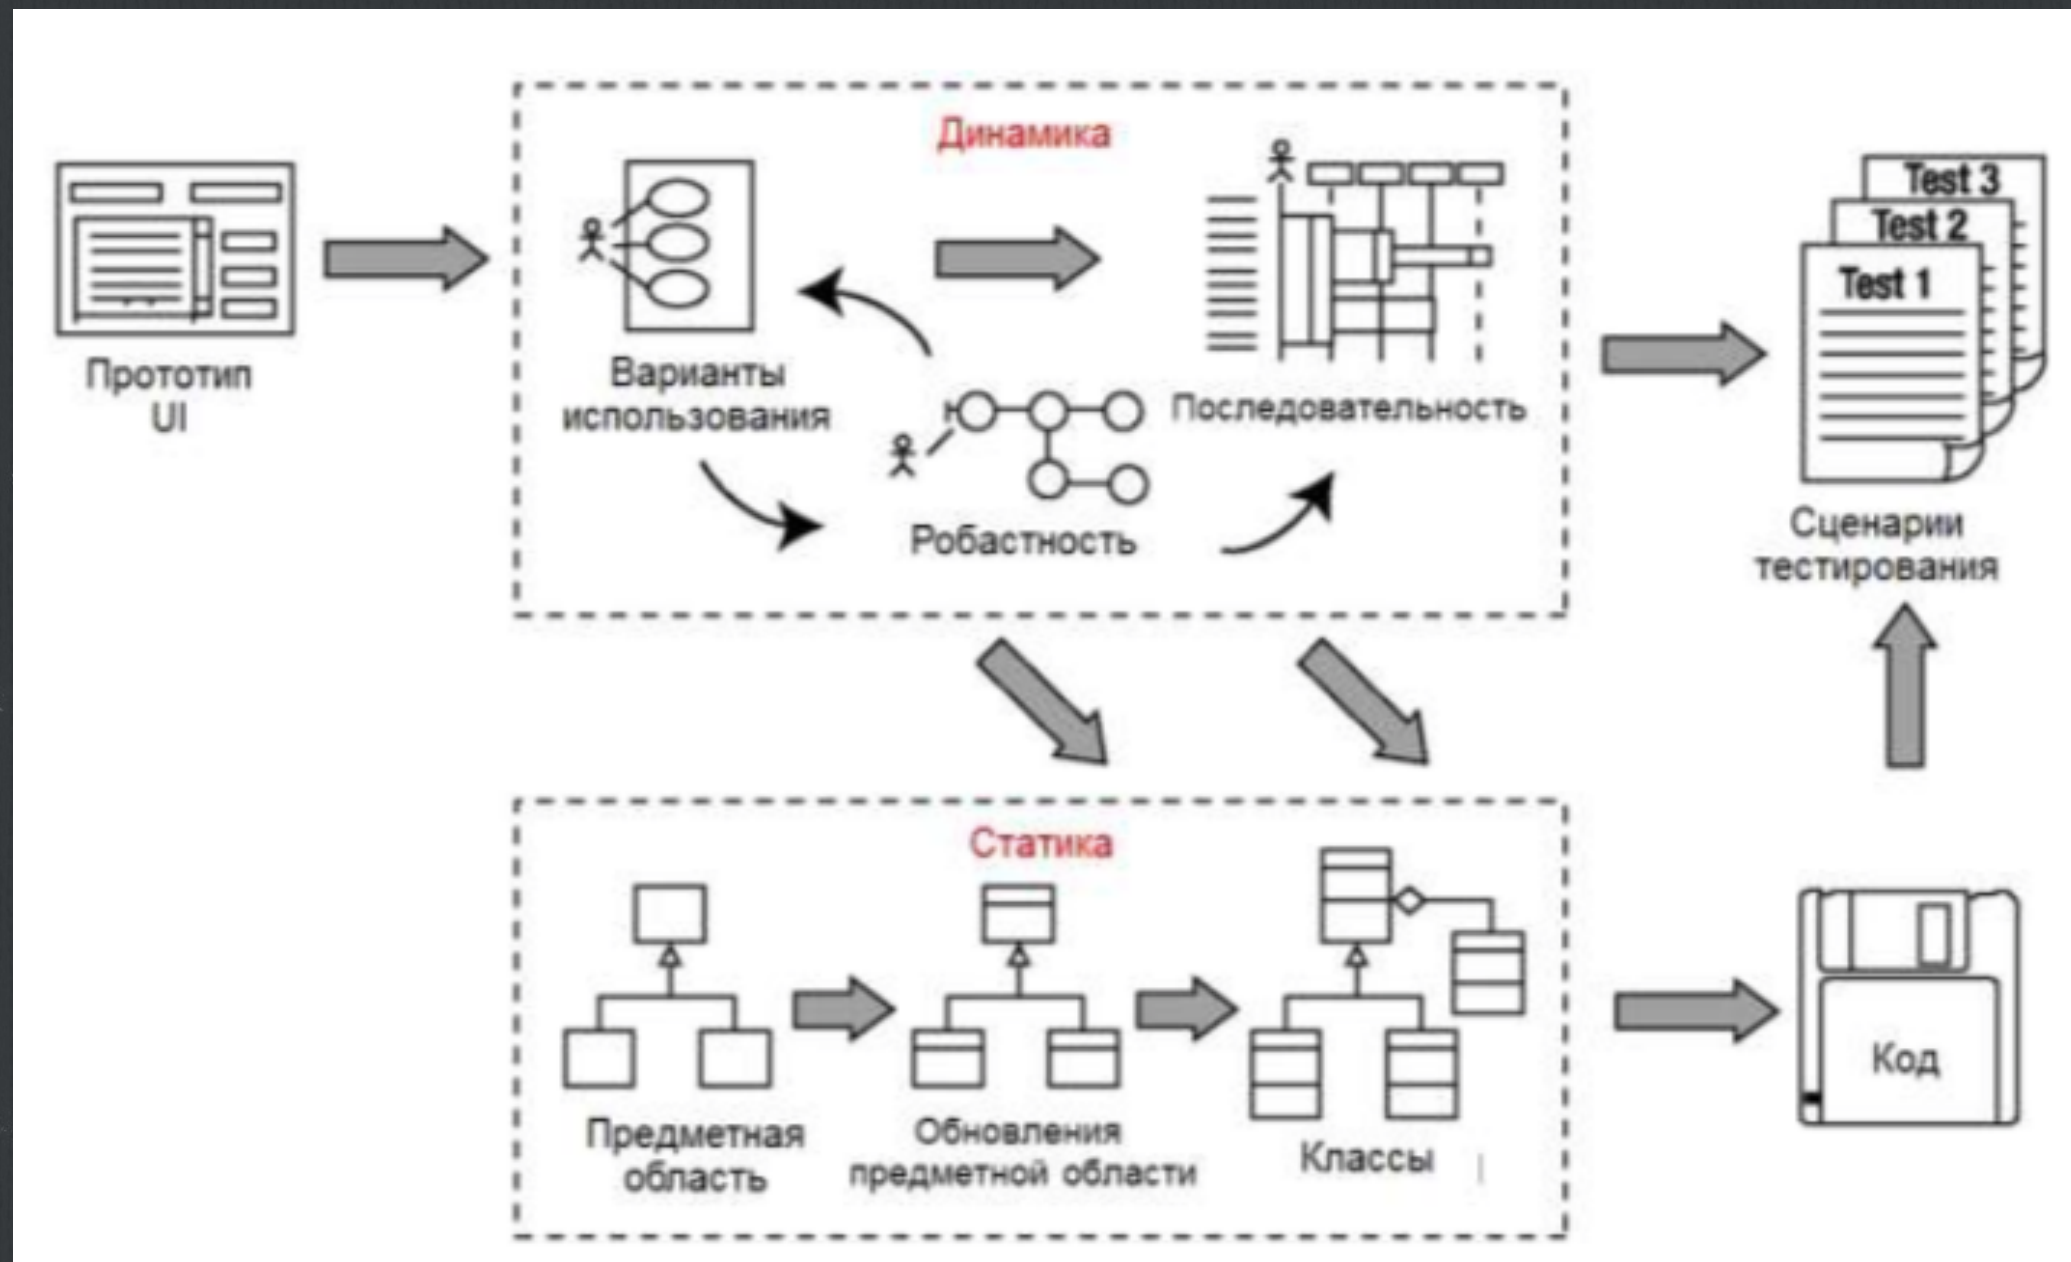 Динамика
Прототип
UI
Варианты
использования
Последовательность
Робастность
Test 3
Test 2
Test 1
Сценарии
тестирования
Статика
Предметная
область
Обновления
предметной области
Классы
Код